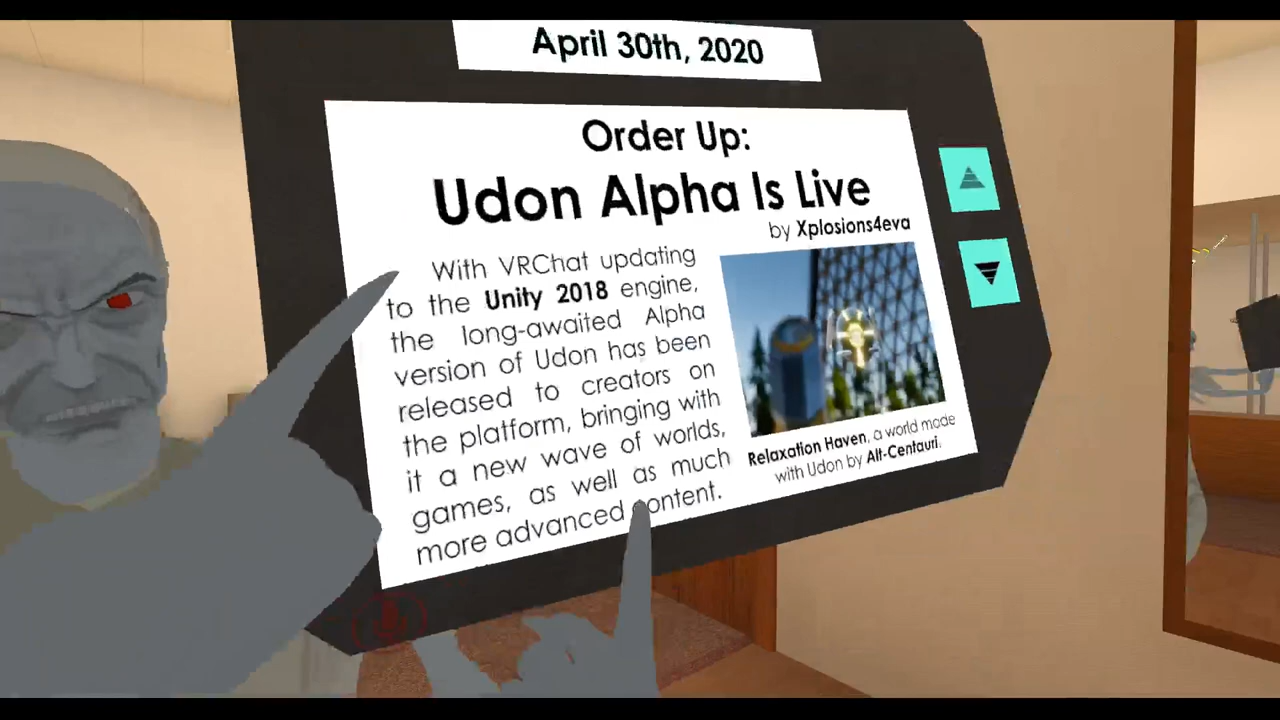 April 30th, 2020
Order Up:
Udon Alpha Is Live
by Xplosions4eva
With VRChat updating
to the Unity 2018 engine,
the long-awaited Alpha
version of Udon has been
released to creators on
the platform, bringing with
it a new wave of worlds,
games, as well as much
more advanced content.
Relaxation Haven, a world made
with Udon by Alt-Centauri.